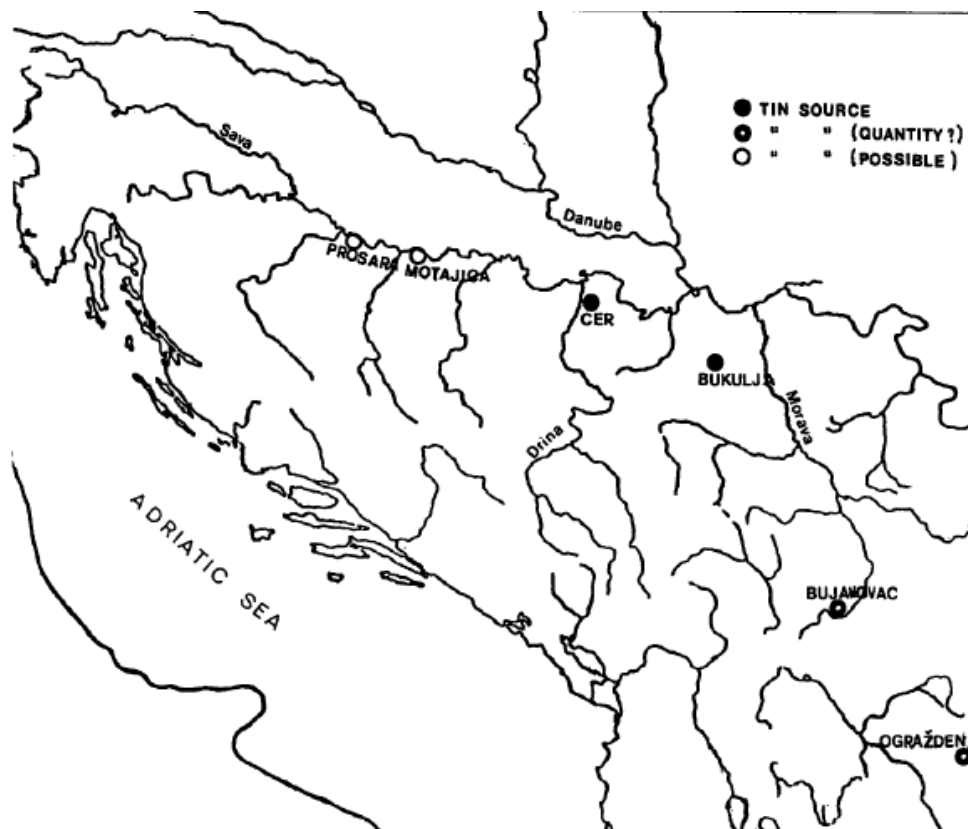 TIN SOURCE
" " (QUANTITY?)
" " (POSSIBLE)
Sava
Danube
PROSARA MOTAJICA
CER
BUKULJA
Morava
Drina
ADRIATIC SEA
BUJANOVAC
OGRAŽDEN